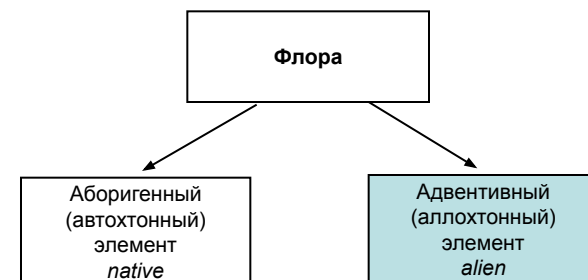 Флора
Аборигенный
(автохтонный)
элемент
native
Адвентивный
(аллохтонный)
элемент
alien